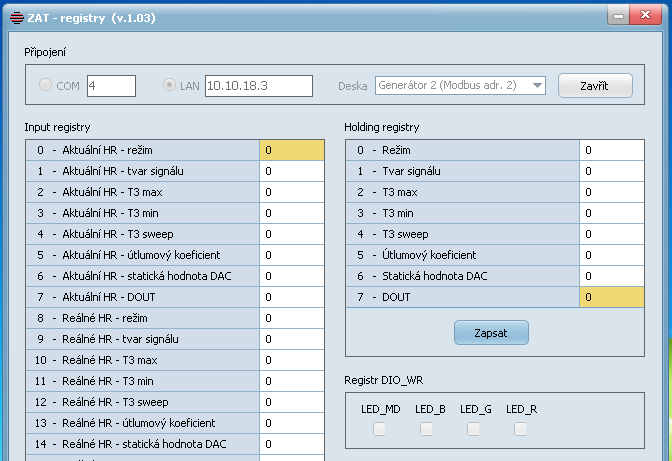 ZAT - registry (v.1.03)
Připojení
COM 4 LAN 10.10.18.3 Deska Generátor 2 (Modbus adr. 2) Zavřít
Input registry
0 - Aktuální HR - režim 0
1 - Aktuální HR - tvar signálu 0
2 - Aktuální HR - T3 max 0
3 - Aktuální HR - T3 min 0
4 - Aktuální HR - T3 sweep 0
5 - Aktuální HR - útlumový koeficient 0
6 - Aktuální HR - statická hodnota DAC 0
7 - Aktuální HR - DOUT 0
8 - Reálné HR - režim 0
9 - Reálné HR - tvar signálu 0
10 - Reálné HR - T3 max 0
11 - Reálné HR - T3 min 0
12 - Reálné HR - T3 sweep 0
13 - Reálné HR - útlumový koeficient 0
14 - Reálné HR - statická hodnota DAC 0
Holding registry
0 - Režim 0
1 - Tvar signálu 0
2 - T3 max 0
3 - T3 min 0
4 - T3 sweep 0
5 - Útlumový koeficient 0
6 - Statická hodnota DAC 0
7 - DOUT 0
Zapsat
Registr DIO_WR
LED_MD LED_B LED_G LED_R